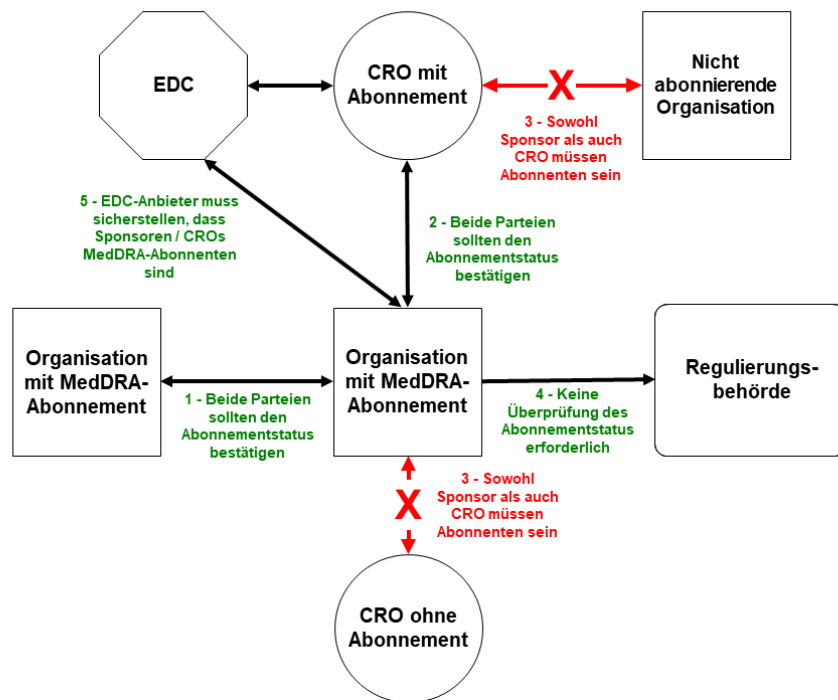 EDC
CRO mit
Abonnement
Nicht
abonnierende
Organisation
3 - Sowohl
Sponsor als auch
CRO müssen
Abonnenten sein
5 - EDC-Anbieter muss
sicherstellen, dass
Sponsoren / CROs
MedDRA-Abonnenten
sind
2 - Beide Parteien
sollten den
Abonnementstatus
bestätigen
Organisation
mit MedDRA-
Abonnement
1 - Beide Parteien
sollten den
Abonnementstatus
bestätigen
Organisation
mit MedDRA-
Abonnement
4 - Keine
Überprüfung des
Abonnementstatus
erforderlich
Regulierungs-
behörde
3 - Sowohl
Sponsor als auch
CRO müssen
Abonnenten sein
CRO ohne
Abonnement